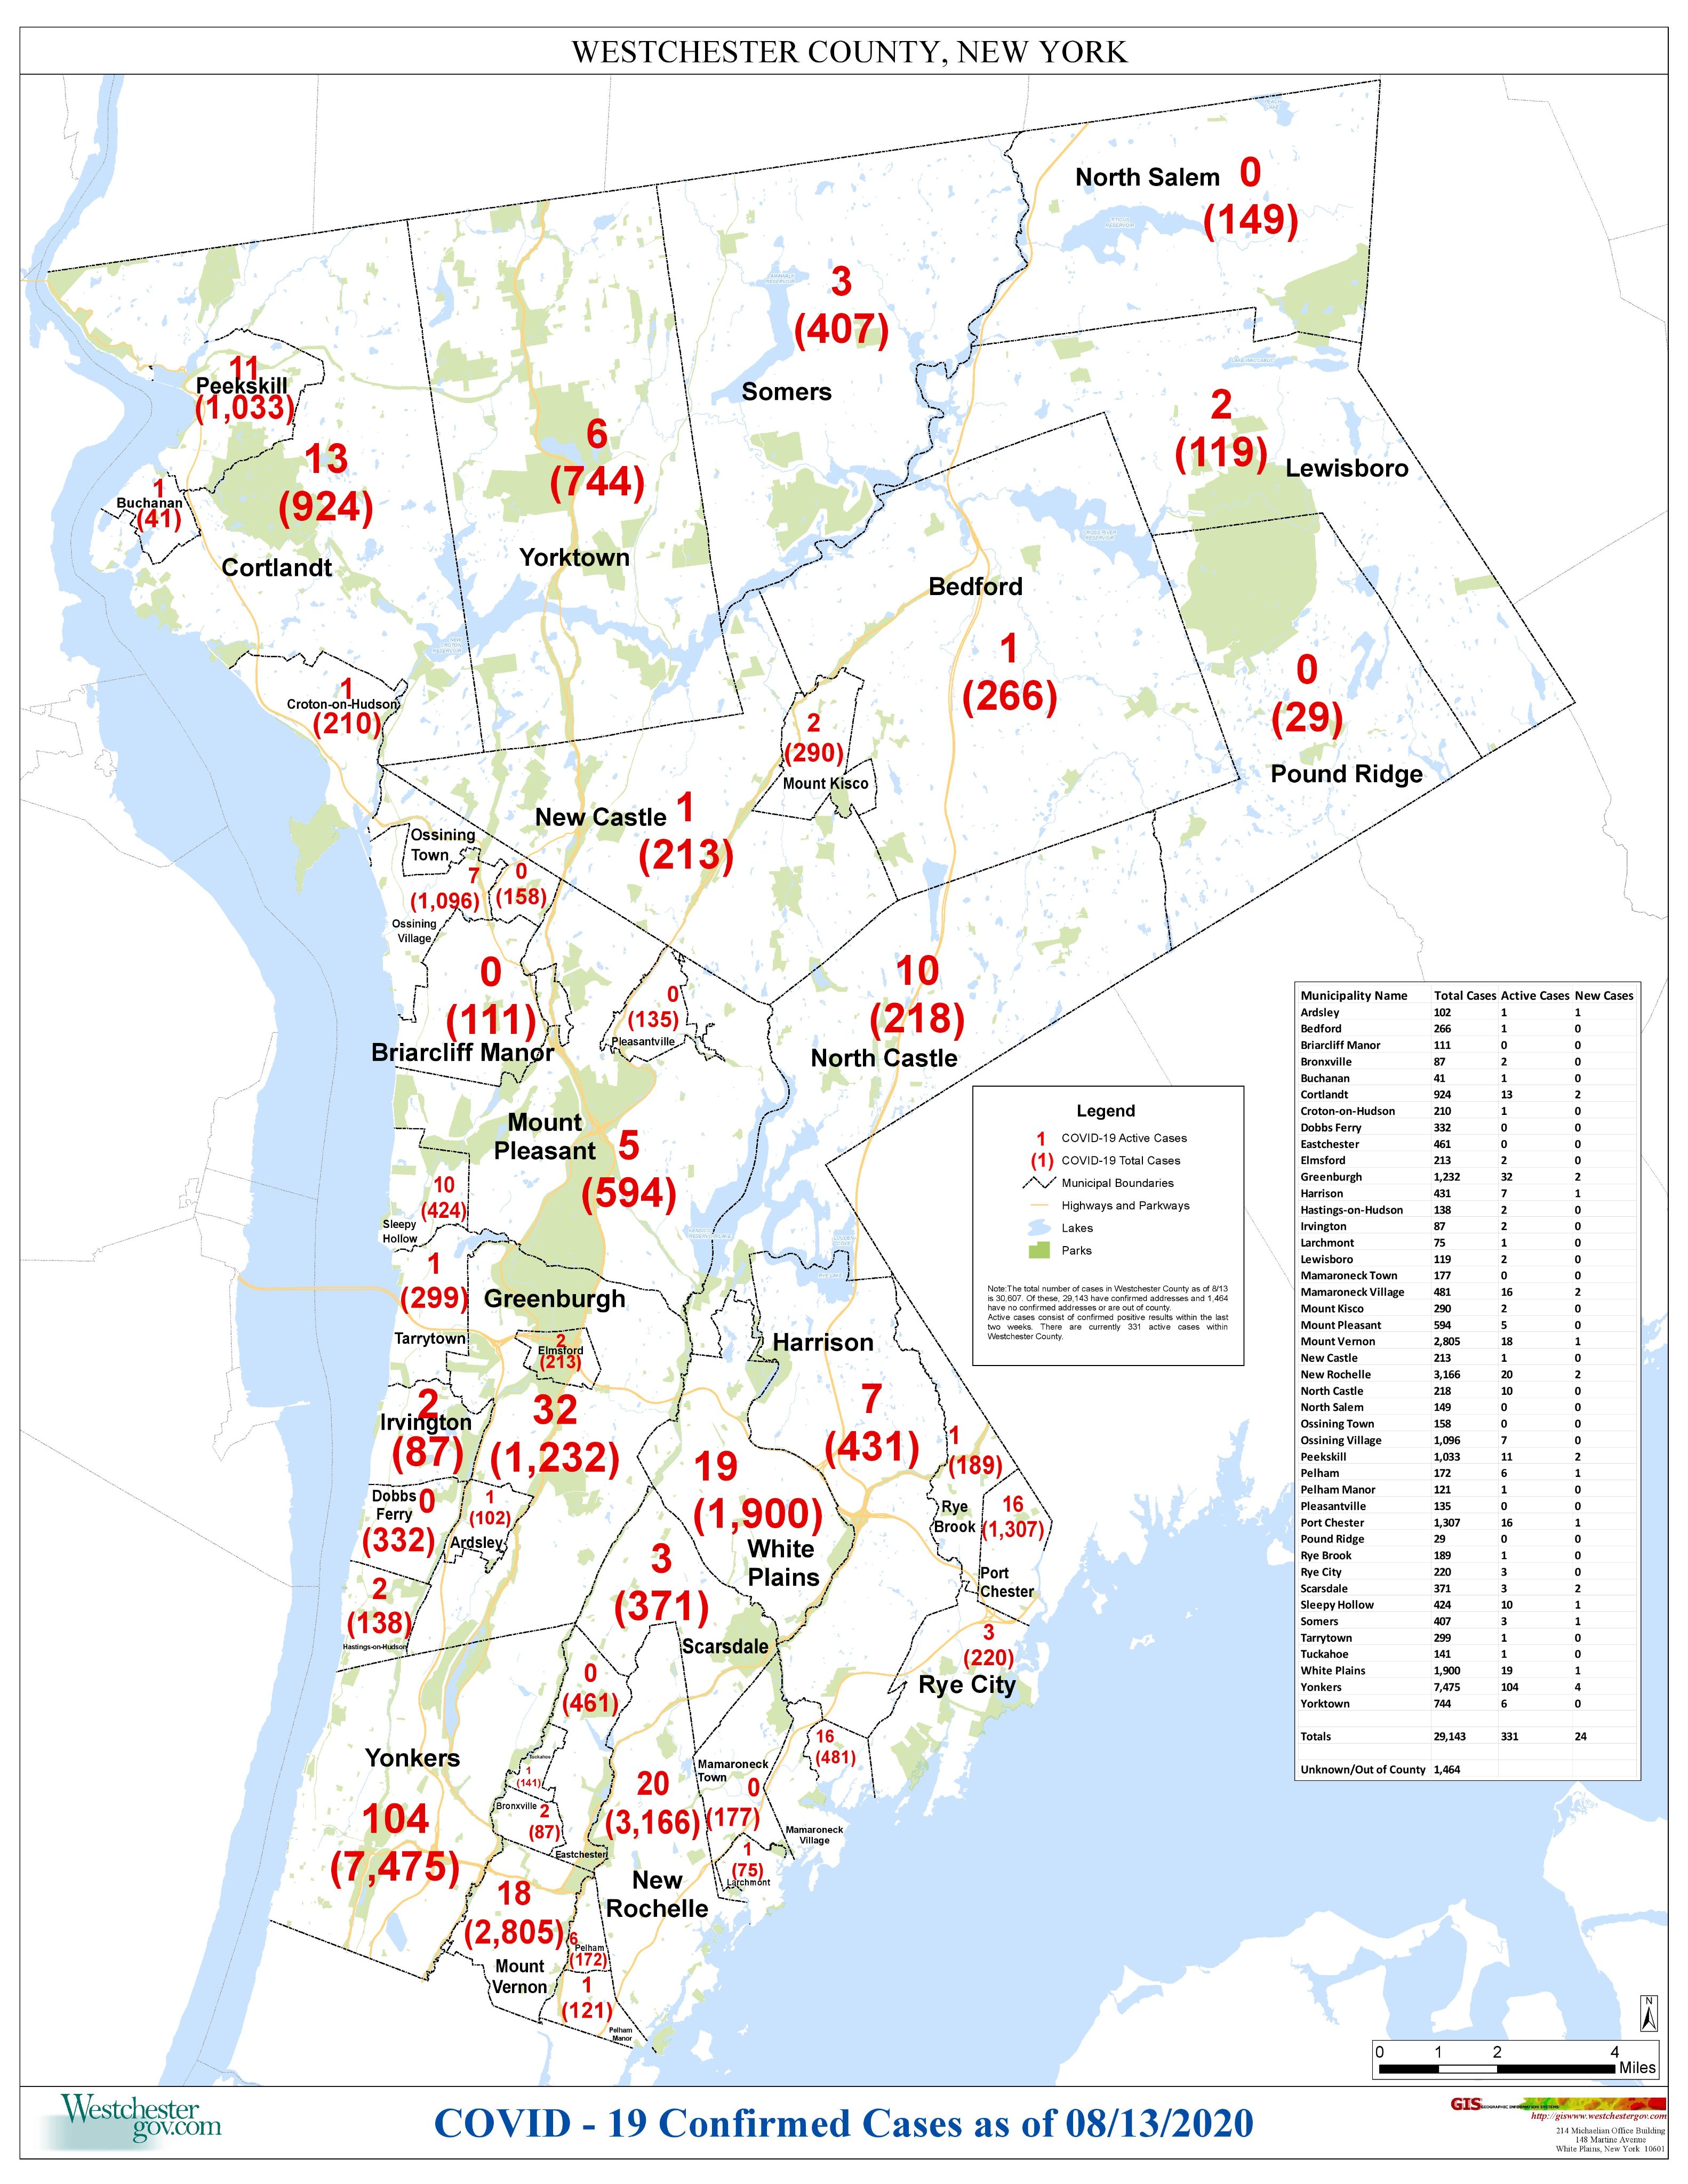 WESTCHESTER COUNTY, NEW YORK
North Salem 0
(149)
3
(407)
Somers
11
Peekskill
(1,033)
13
(924)
Cortlandt
1
Buchanan
(41)
6
(744)
Yorktown
2
(119)
Lewisboro
Bedford
1
(266)
0
(29)
Pound Ridge
1
Croton-on-Hudson
(210)
2
(290)
Mount Kisco
New Castle 1
(213)
Ossining
Town
7
(1,096)
0
(158)
Ossining
Village
0
(111)
Briarcliff Manor
0
(135)
Pleasantville
10
(218)
North Castle
Mount
Pleasant 5
(594)
10
(424)
Sleepy
Hollow
1
(299)
Tarrytown
Greenburgh
2
Elmsford
(213)
32
(1,232)
2
Irvington
(87)
Dobbs
Ferry 0
(332)
1
(102)
Ardsley
2
(138)
Hastings-on-Hudson
Harrison
7
(431)
19
(1,900)
White
Plains
1
(189)
Rye
Brook
16
(1,307)
Port
Chester
3
(371)
Scarsdale
3
(220)
Rye City
0
(461)
Tuckahoe
1
(141)
Bronxville 2
(87)
Eastchester
Yonkers
104
(7,475)
20
(3,166)
New
Rochelle
Mamaroneck
Town 0
(177)
16
(481)
Mamaroneck
Village
1
(75)
Larchmont
18
(2,805)
Mount
Vernon
6
Pelham
(172)
1
(121)
Pelham
Manor
Legend
1 COVID-19 Active Cases
(1) COVID-19 Total Cases
Municipal Boundaries
Highways and Parkways
Lakes
Parks
Note:The total number of cases in Westchester County as of 8/13
is 30,607. Of these, 29,143 have confirmed addresses and 1,464
have no confirmed addresses or are out of county.
Active cases consist of confirmed positive results within the last
two weeks. There are currently 331 active cases within
Westchester County.
Municipality Name Total Cases Active Cases New Cases
Ardsley 102 1 1
Bedford 266 1 0
Briarcliff Manor 111 0 0
Bronxville 87 2 0
Buchanan 41 1 0
Cortlandt 924 13 2
Croton-on-Hudson 210 1 0
Dobbs Ferry 332 0 0
Eastchester 461 0 0
Elmsford 213 2 0
Greenburgh 1,232 32 2
Harrison 431 7 1
Hastings-on-Hudson 138 2 0
Irvington 87 2 0
Larchmont 75 1 0
Lewisboro 119 2 0
Mamaroneck Town 177 0 0
Mamaroneck Village 481 16 2
Mount Kisco 290 2 0
Mount Pleasant 594 5 0
Mount Vernon 2,805 18 1
New Castle 213 1 0
New Rochelle 3,166 20 2
North Castle 218 10 0
North Salem 149 0 0
Ossining Town 158 0 0
Ossining Village 1,096 7 0
Peekskill 1,033 11 2
Pelham 172 6 1
Pelham Manor 121 1 0
Pleasantville 135 0 0
Port Chester 1,307 16 1
Pound Ridge 29 0 0
Rye Brook 189 1 0
Rye City 220 3 0
Scarsdale 371 3 2
Sleepy Hollow 424 10 1
Somers 407 3 1
Tarrytown 299 1 0
Tuckahoe 141 1 0
White Plains 1,900 19 1
Yonkers 7,475 104 4
Yorktown 744 6 0
Totals 29,143 331 24
Unknown/Out of County 1,464
N
0 1 2 4
Miles
Westchester
gov.com
COVID - 19 Confirmed Cases as of 08/13/2020
GIS GEOGRAPHIC INFORMATION SYSTEMS
http://giswww.westchestergov.com
214 Michaelian Office Building
148 Martine Avenue
White Plains, New York 10601